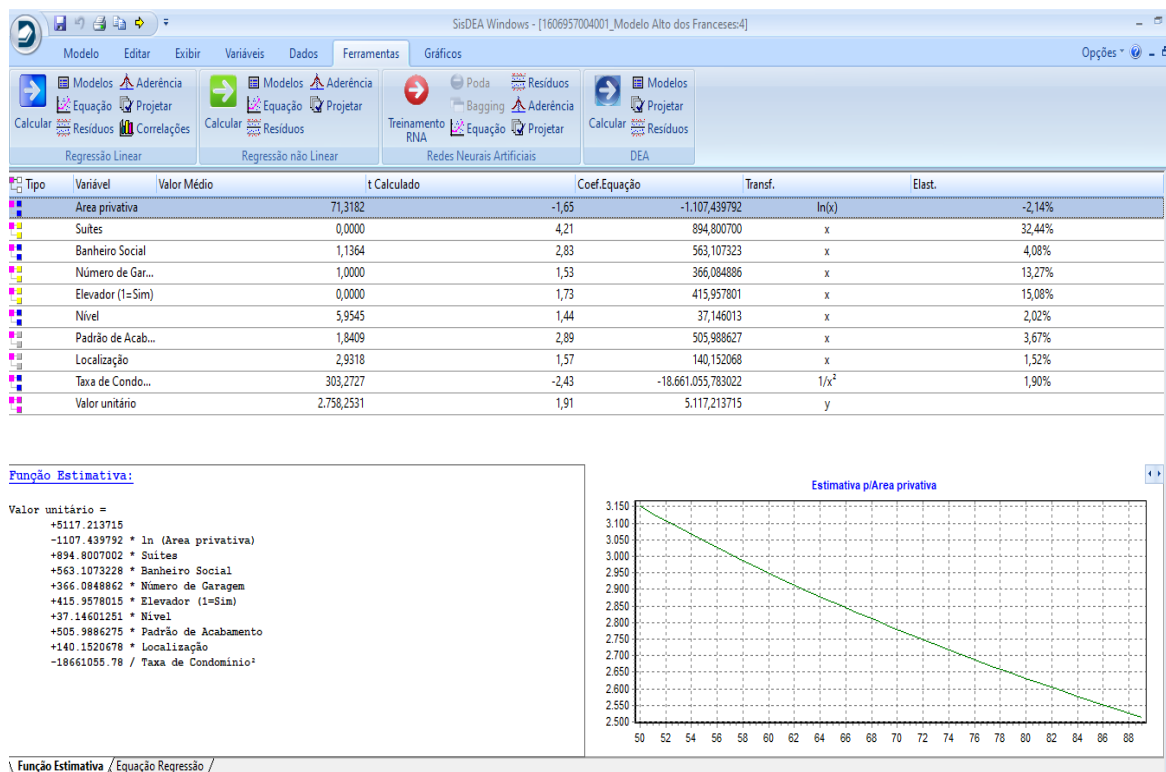 SisDEA Windows - [1606957004001_Modelo Alto dos Franceses:4]
Modelo Editar Exibir Variáveis Dados Ferramentas Gráficos Opções
Modelos Aderência Modelos Aderência Poda Resíduos Modelos
Equação Projetar Equação Projetar Bagging Aderência Projetar
Calcular Resíduos Correlações Calcular Resíduos Treinamento RNA Equação Projetar Calcular Resíduos
Regressão Linear Regressão não Linear Redes Neurais Artificiais DEA
Tipo Variável Valor Médio t Calculado Coef.Equação Transf. Elast.
Area privativa 71,3182 -1,65 -1.107,439792 ln(x) -2,14%
Suítes 0,0000 4,21 894,800700 x 32,44%
Banheiro Social 1,1364 2,83 563,107323 x 4,08%
Número de Gar... 1,0000 1,53 366,084886 x 13,27%
Elevador (1=Sim) 0,0000 1,73 415,957801 x 15,08%
Nível 5,9545 1,44 37,146013 x 2,02%
Padrão de Acab... 1,8409 2,89 505,988627 x 3,67%
Localização 2,9318 1,57 140,152068 x 1,52%
Taxa de Condo... 303,2727 -2,43 -18.661.055,783022 1/x² 1,90%
Valor unitário 2.758,2531 1,91 5.117,213715 y
Função Estimativa:
Valor unitário =
+5117.213715
-1107.439792 * ln (Area privativa)
+894.8007002 * Suítes
+563.1073228 * Banheiro Social
+366.0848862 * Número de Garagem
+415.9578015 * Elevador (1=Sim)
+37.14601251 * Nível
+505.9886275 * Padrão de Acabamento
+140.1520678 * Localização
-18661055.78 / Taxa de Condomínio²
Estimativa p/Area privativa
3.150
3.100
3.050
3.000
2.950
2.900
2.850
2.800
2.750
2.700
2.650
2.600
2.550
2.500
50 52 54 56 58 60 62 64 66 68 70 72 74 76 78 80 82 84 86 88
Função Estimativa / Equação Regressão /